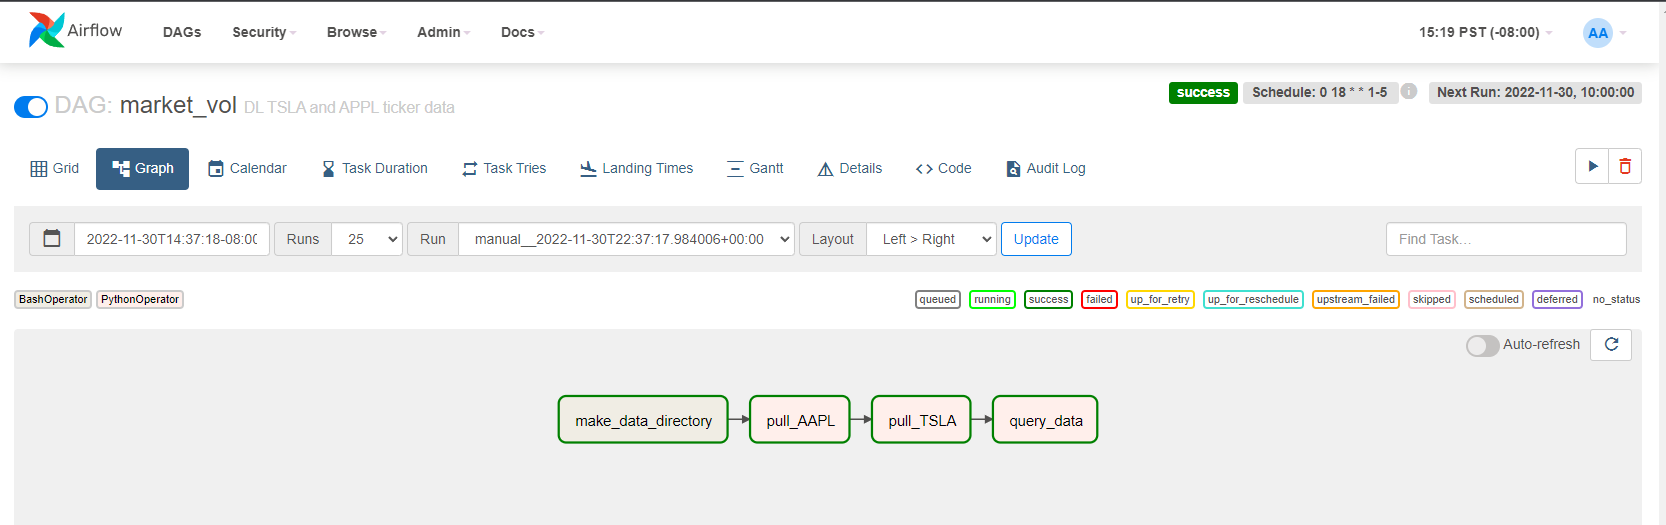 Airflow DAGs Security Browse Admin Docs 15:19 PST (-08:00) AA
DAG: market_vol DL TSLA and APPL ticker data success Schedule: 0 18 * * 1-5 i Next Run: 2022-11-30, 10:00:00
Grid Graph Calendar Task Duration Task Tries Landing Times Gantt Details Code Audit Log
2022-11-30T14:37:18-08:00 Runs 25 Run manual__2022-11-30T22:37:17.984006+00:00 Layout Left > Right Update Find Task...
BashOperator PythonOperator queued running success failed up_for_retry up_for_reschedule upstream_failed skipped scheduled deferred no_status
Auto-refresh
make_data_directory pull_AAPL pull_TSLA query_data